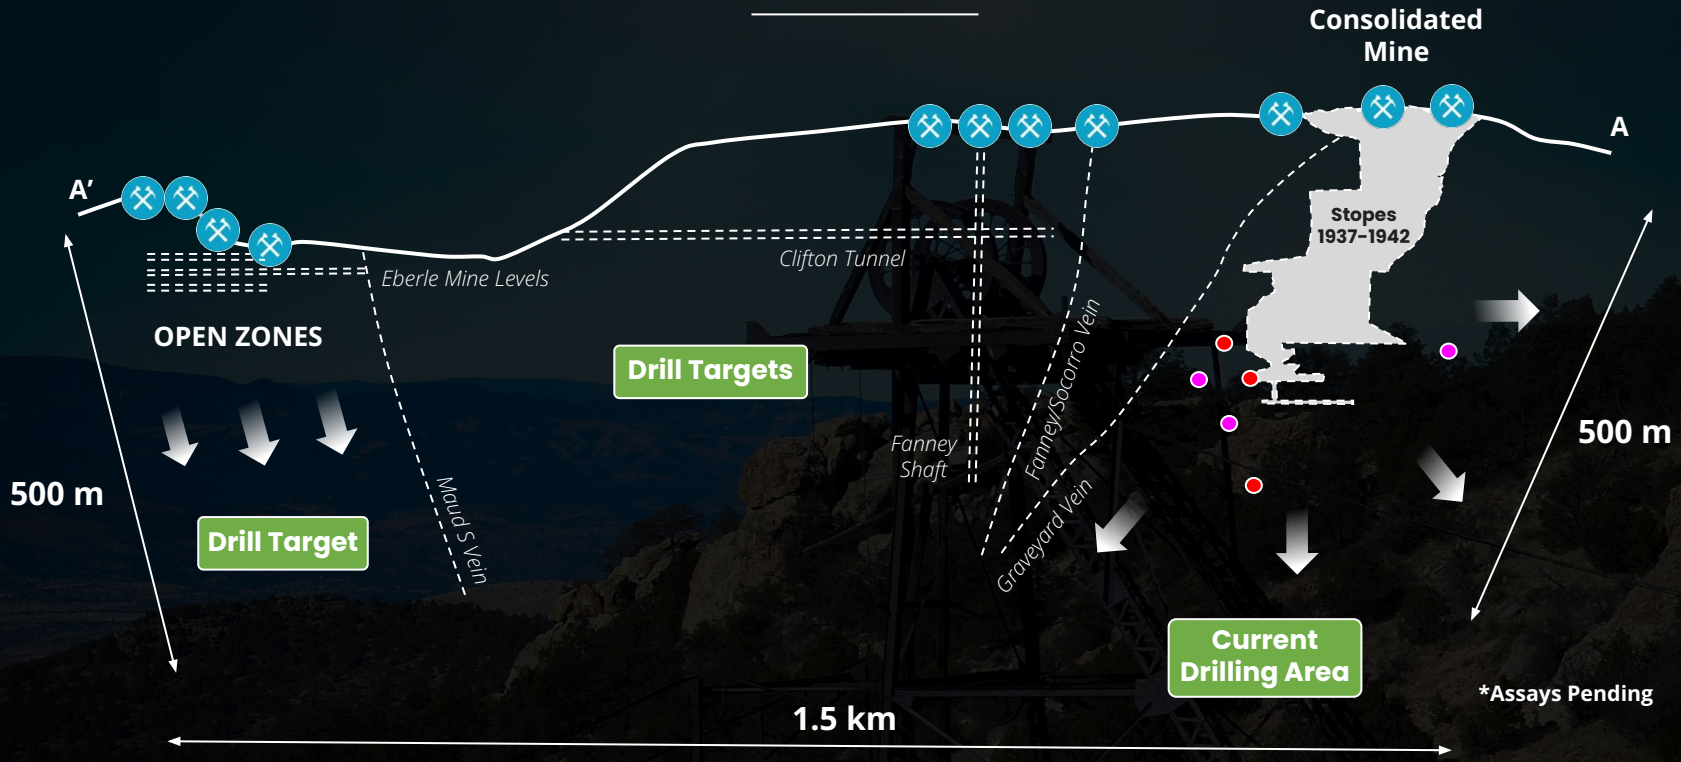 Consolidated
Mine
A
A’
Stopes
1937-1942
Clifton Tunnel
Eberle Mine Levels
OPEN ZONES
Drill Targets
Fanney/Socorro Vein
500 m
Fanney
Shaft
500 m
Maud S Vein
Graveyard Vein
Drill Target
Current
Drilling Area
*Assays Pending
1.5 km